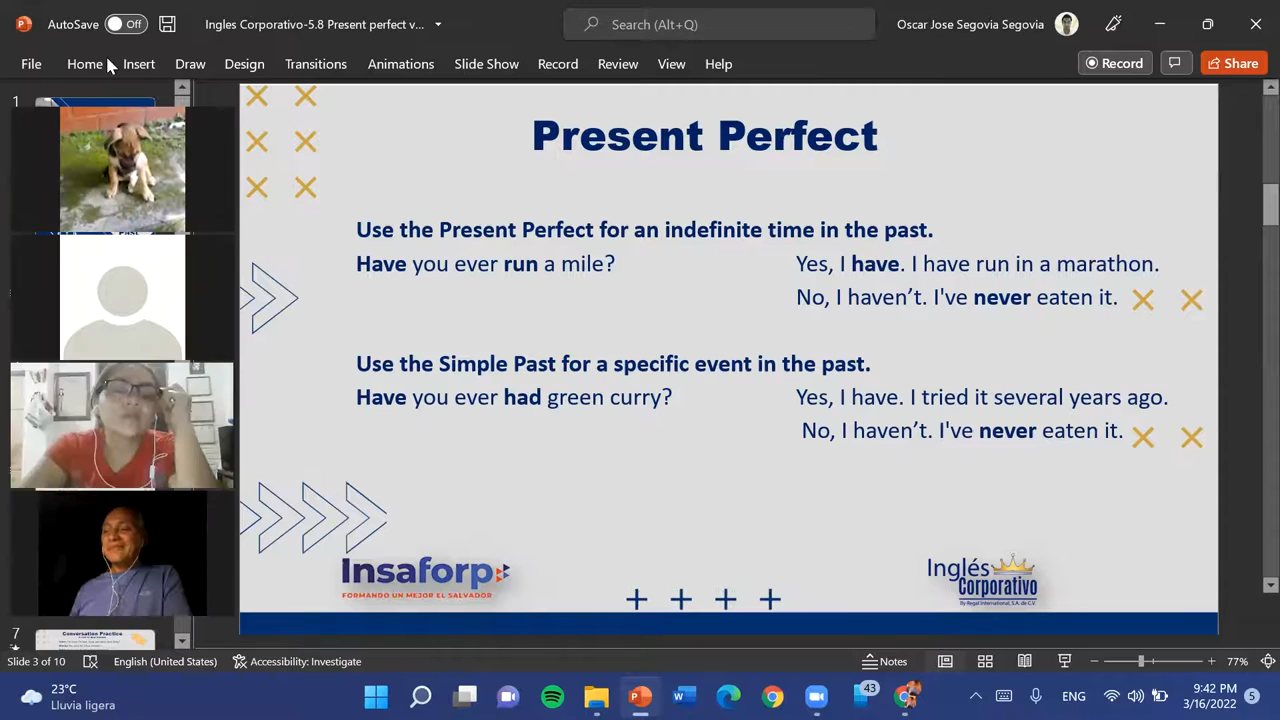 AutoSave Off
Ingles Corporativo-5.8 Present perfect v...
Search (Alt+Q)
Oscar Jose Segovia Segovia
File Home Insert Draw Design Transitions Animations Slide Show Record Review View Help
Record
Share
1
Present Perfect
Use the Present Perfect for an indefinite time in the past.
Have you ever run a mile? Yes, I have. I have run in a marathon.
No, I haven't. I've never eaten it.
Use the Simple Past for a specific event in the past.
Have you ever had green curry? Yes, I have. I tried it several years ago.
No, I haven't. I've never eaten it.
Insaforp
FORMANDO UN MEJOR EL SALVADOR
Inglés
Corporativo
By Regal International, S.A. de C.V.
7
Conversation Practice
Slide 3 of 10 English (United States) Accessibility: Investigate Notes 77%
23°C
Lluvia ligera
43
ENG
9:42 PM
3/16/2022
5